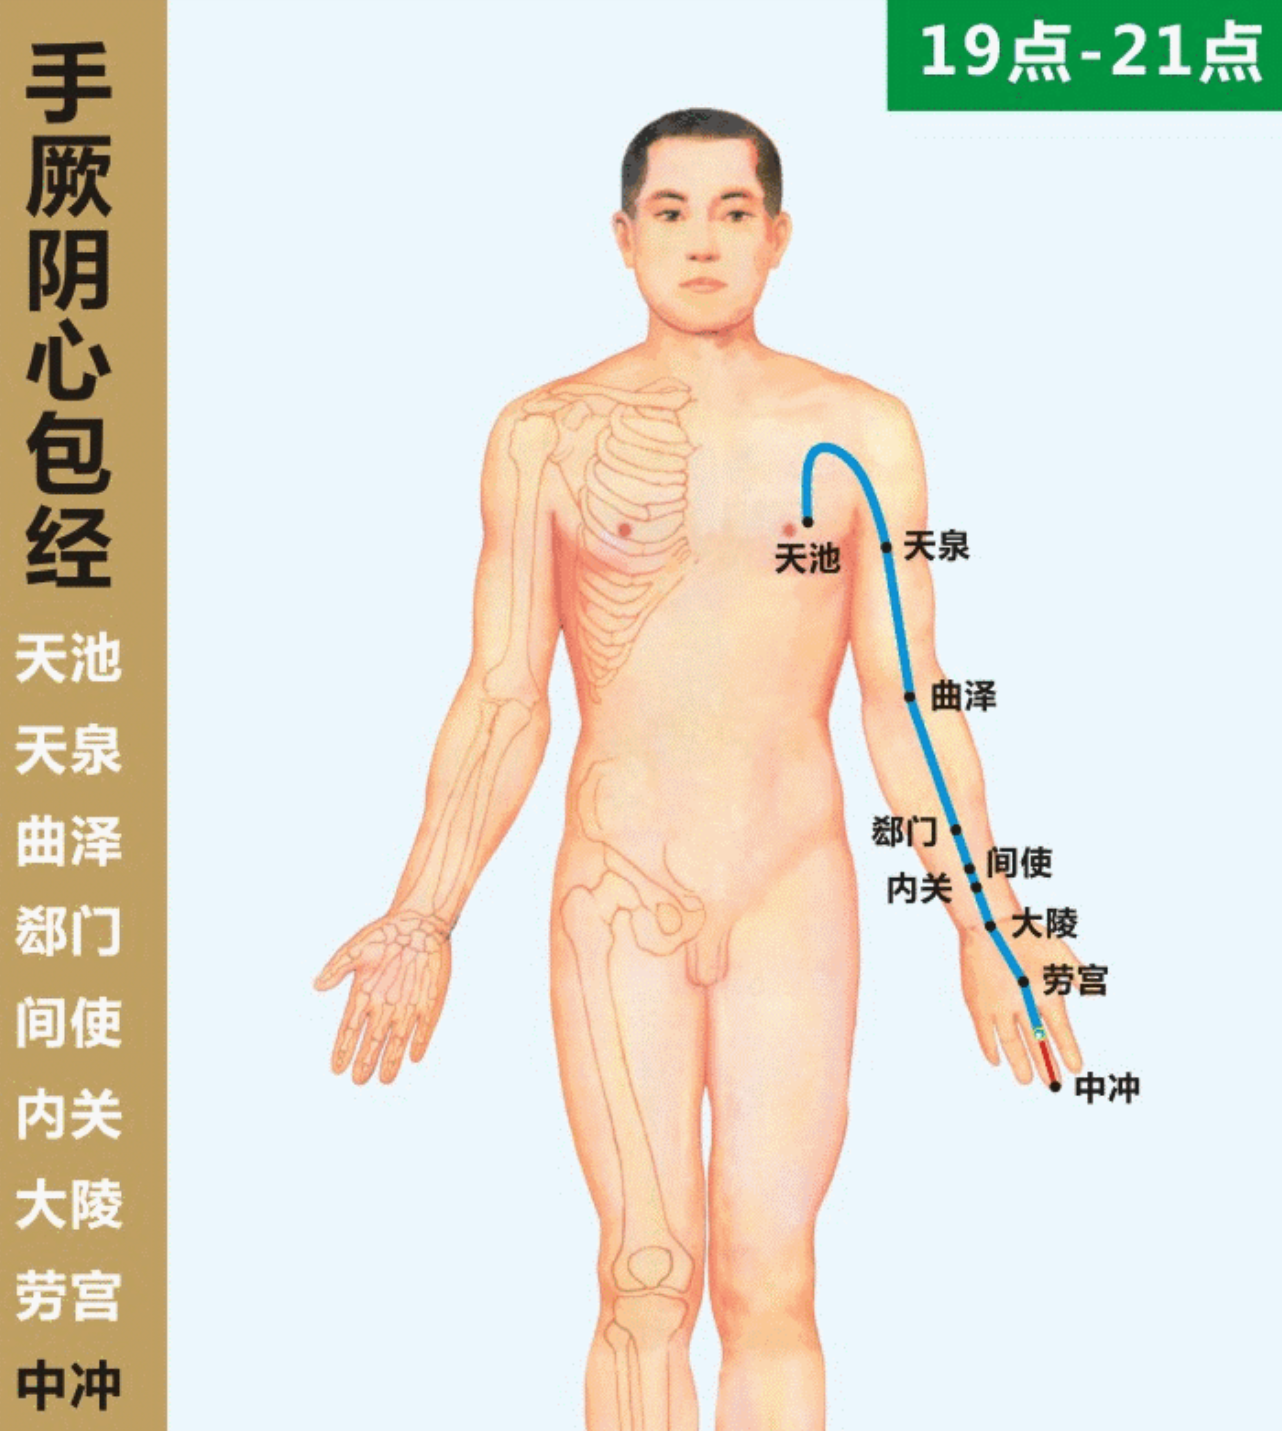 手厥阴心包经
天池
天泉
曲泽
郄门
间使
内关
大陵
劳宫
中冲
19点-21点
天池
天泉
曲泽
郄门
间使
内关
大陵
劳宫
中冲